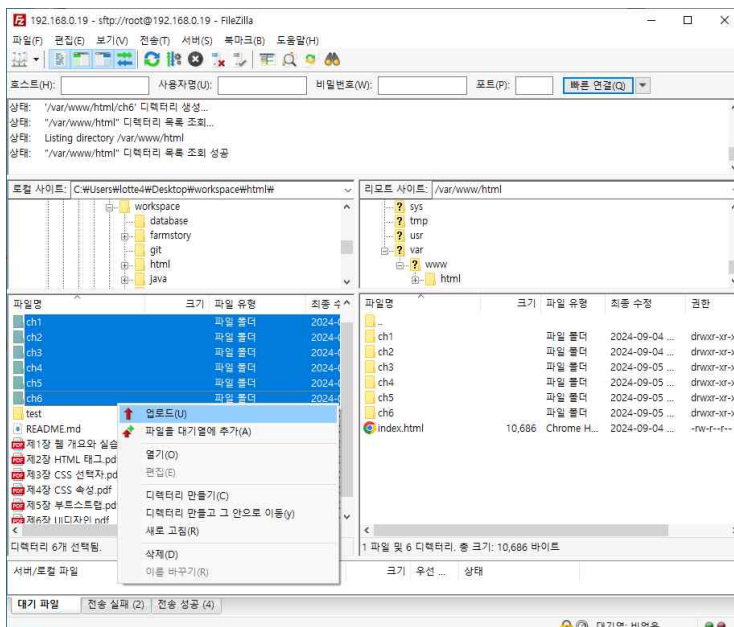 192.168.0.19 - sftp://root@192.168.0.19 - FileZilla
파일(F) 편집(E) 보기(V) 전송(T) 서버(S) 북마크(B) 도움말(H)
호스트(H): 사용자명(U): 비밀번호(W): 포트(P): 빠른 연결(Q)
상태: '/var/www/html/ch6' 디렉터리 생성...
상태: "/var/www/html" 디렉터리 목록 조회...
상태: Listing directory /var/www/html
상태: "/var/www/html" 디렉터리 목록 조회 성공
로컬 사이트: C:₩Users₩lotte4₩Desktop₩workspace₩html₩
workspace
database
farmstory
git
html
java
리모트 사이트: /var/www/html
sys
tmp
usr
var
www
html
파일명 크기 파일 유형 최종 수
ch1 파일 폴더 2024-
ch2 파일 폴더 2024-
ch3 파일 폴더 2024-
ch4 파일 폴더 2024-
ch5 파일 폴더 2024-
ch6 파일 폴더 2024-
test
README.md
제1장 웹 개요와 실습
제2장 HTML 태그.pd
제3장 CSS 선택자.pd
제4장 CSS 속성.pdf
제5장 부트스트랩.pd
제6장 UI디자인.pdf
디렉터리 6개 선택됨.
업로드(U)
파일을 대기열에 추가(A)
열기(O)
편집(E)
디렉터리 만들기(C)
디렉터리 만들고 그 안으로 이동(y)
새로 고침(R)
삭제(D)
이름 바꾸기(R)
파일명 크기 파일 유형 최종 수정 권한
..
ch1 파일 폴더 2024-09-04 ... drwxr-xr-x
ch2 파일 폴더 2024-09-04 ... drwxr-xr-x
ch3 파일 폴더 2024-09-05 ... drwxr-xr-x
ch4 파일 폴더 2024-09-05 ... drwxr-xr-x
ch5 파일 폴더 2024-09-05 ... drwxr-xr-x
ch6 파일 폴더 2024-09-05 ... drwxr-xr-x
index.html 10,686 Chrome H... 2024-09-04 ... -rw-r--r--
1 파일 및 6 디렉터리. 총 크기: 10,686 바이트
서버/로컬 파일 크기 우선 ... 상태
대기 파일 전송 실패 (2) 전송 성공 (4)
대기열: 비었음